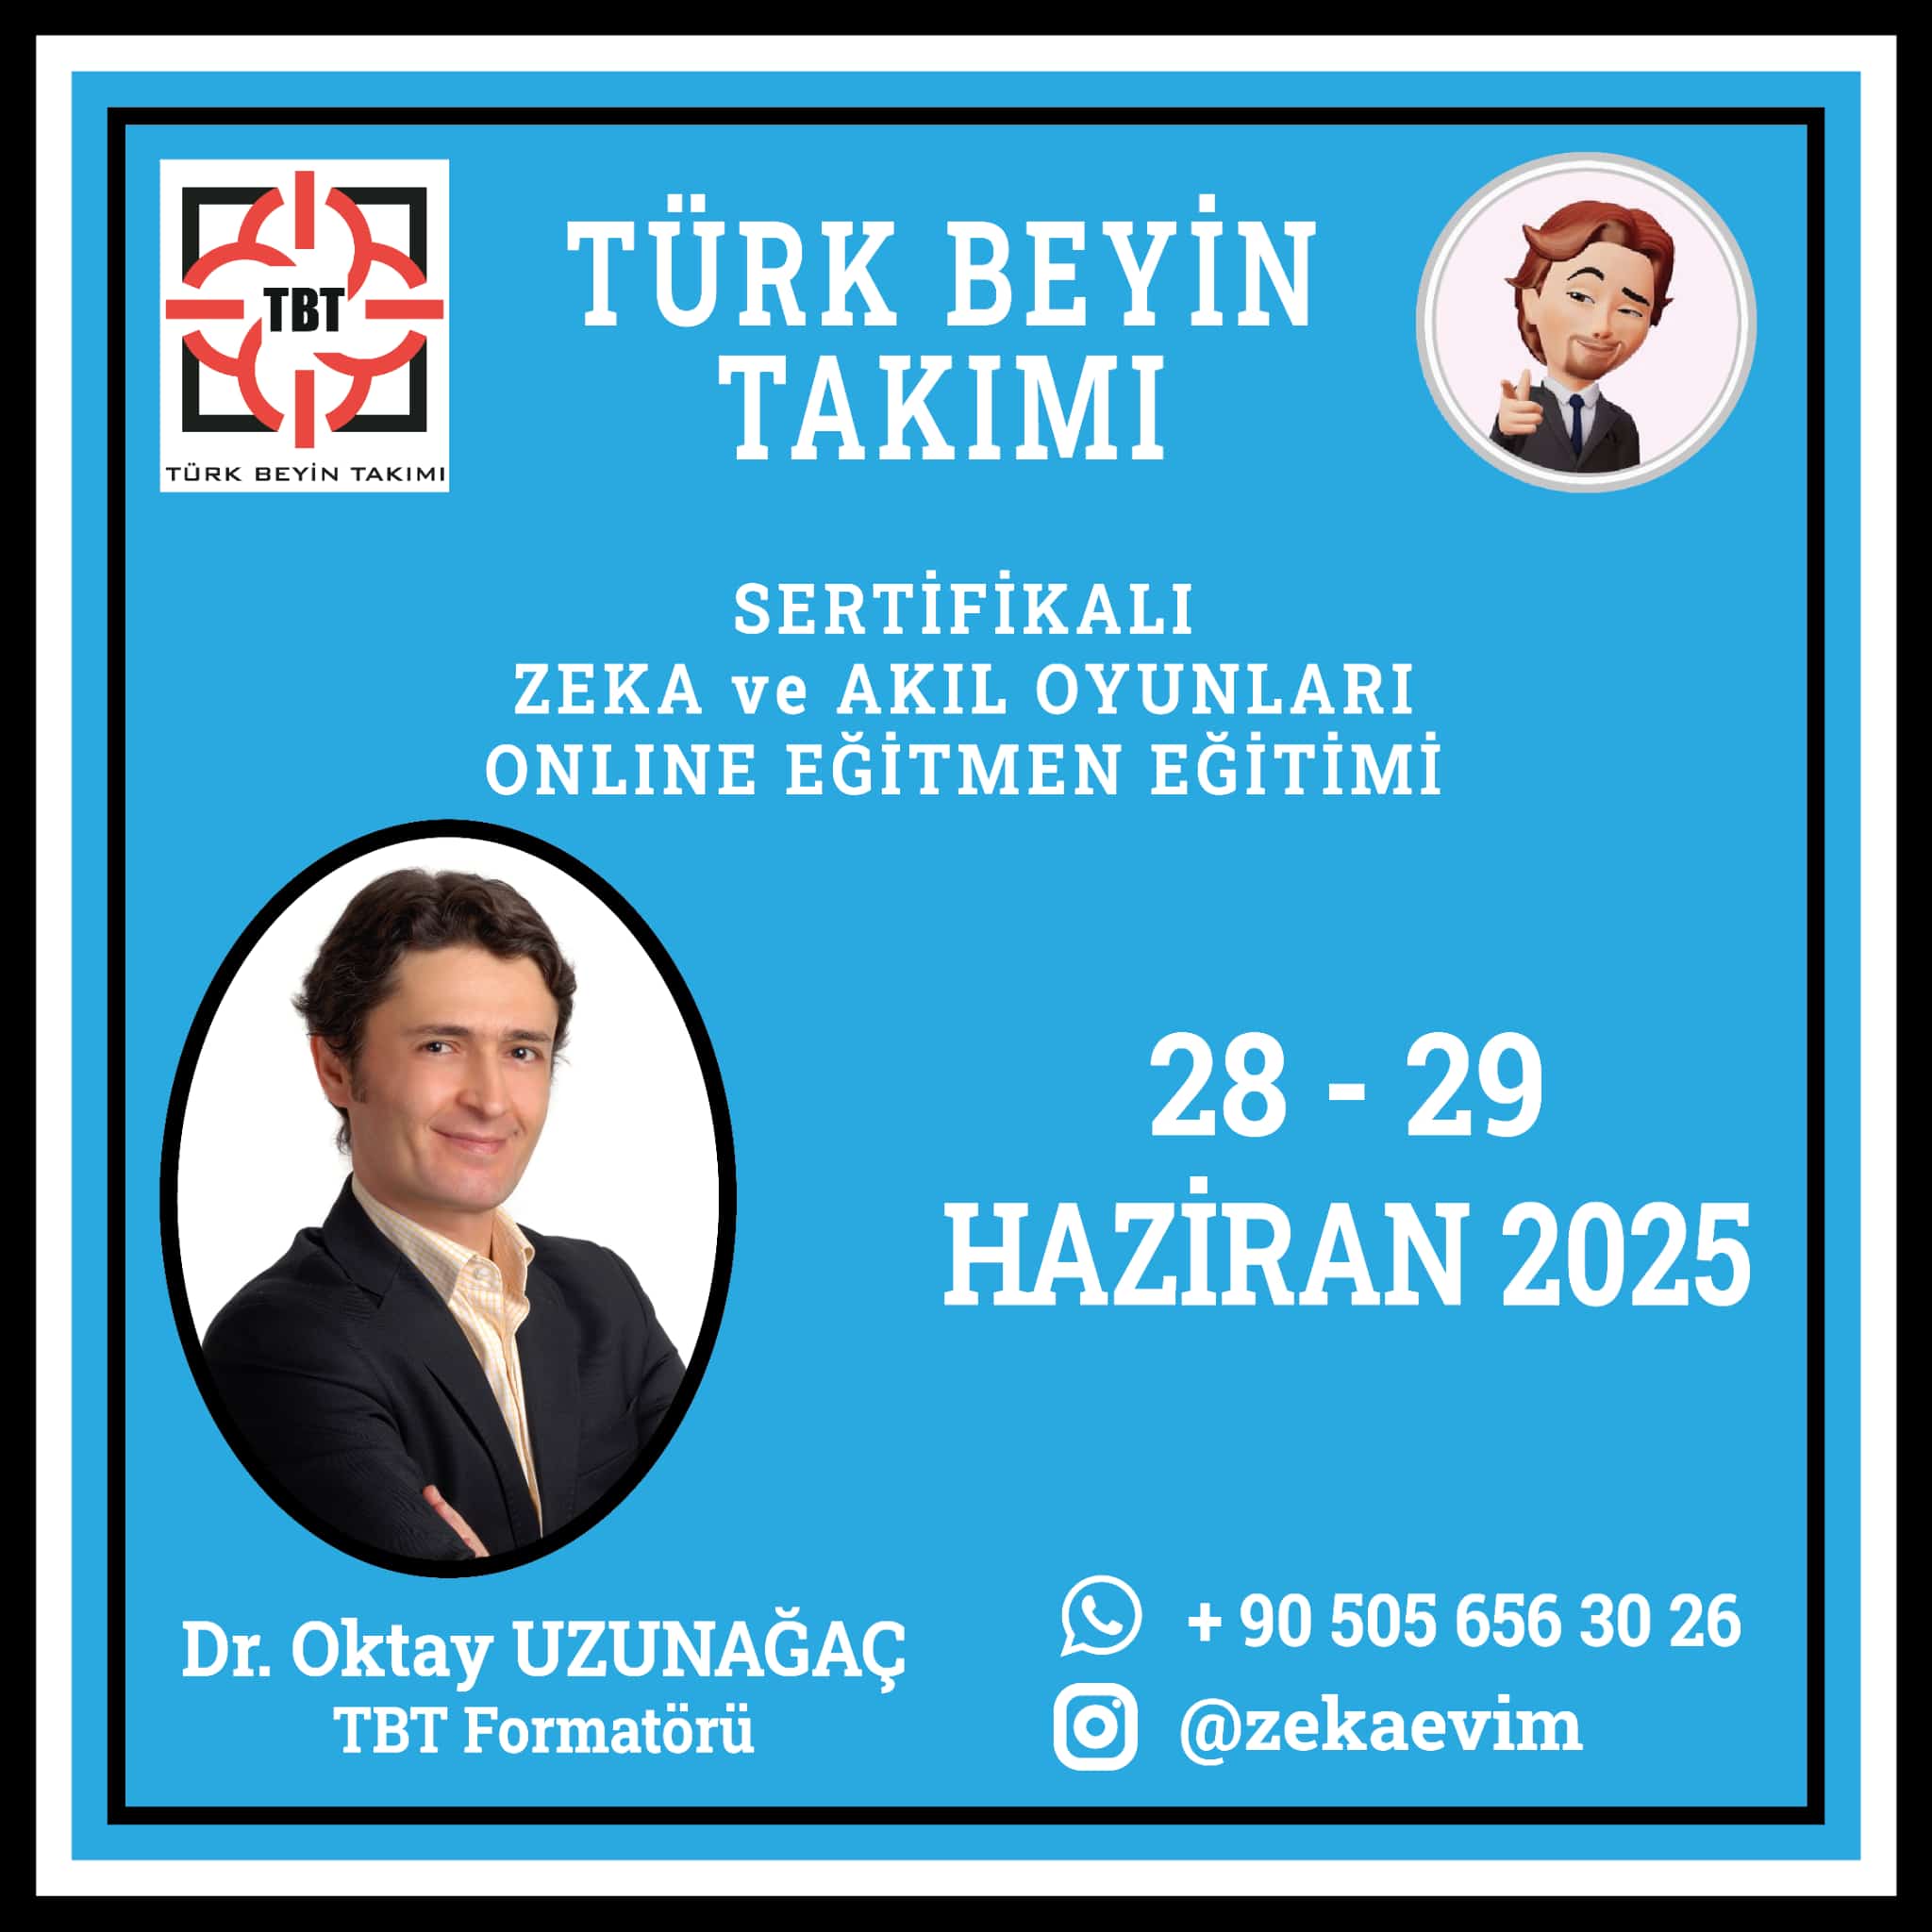 TBT
TÜRK BEYİN TAKIMI
TÜRK BEYİN
TAKIMI
SERTİFİKALI
ZEKA ve AKIL OYUNLARI
ONLINE EĞİTMEN EĞİTİMİ
28 - 29
HAZİRAN 2025
Dr. Oktay UZUNAĞAÇ
TBT Formatörü
+ 90 505 656 30 26
@zekaevim